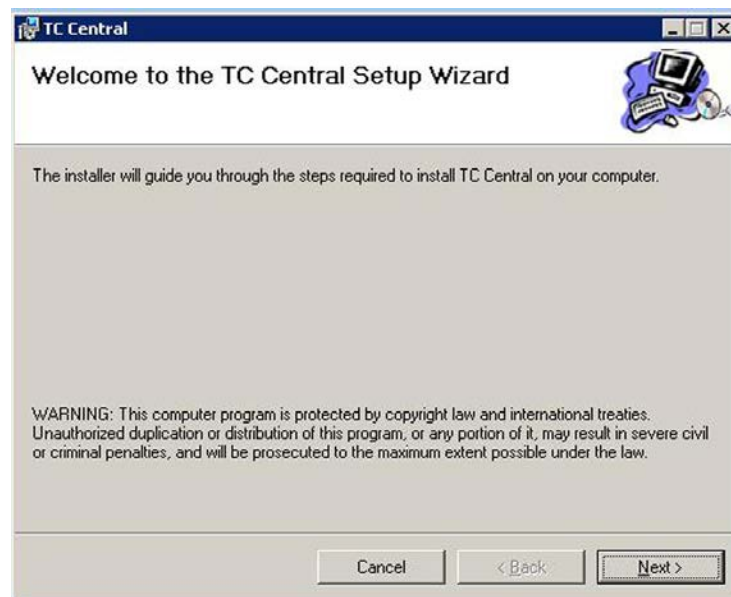 TC Central
Welcome to the TC Central Setup Wizard
The installer will guide you through the steps required to install TC Central on your computer.
WARNING: This computer program is protected by copyright law and international treaties.
Unauthorized duplication or distribution of this program, or any portion of it, may result in severe civil
or criminal penalties, and will be prosecuted to the maximum extent possible under the law.
Cancel
< Back
Next >